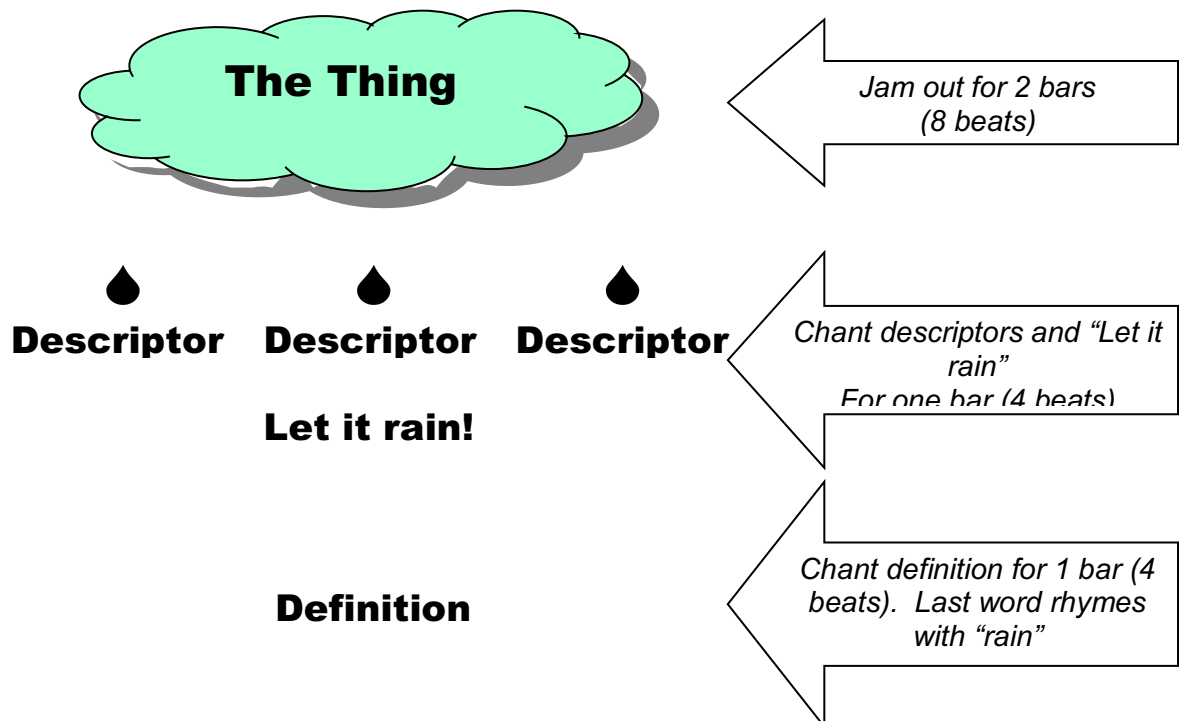 The Thing
Jam out for 2 bars
(8 beats)
Descriptor Descriptor Descriptor
Let it rain!
Chant descriptors and “Let it
rain”
For one bar (4 beats)
Definition
Chant definition for 1 bar (4
beats).  Last word rhymes
with “rain”